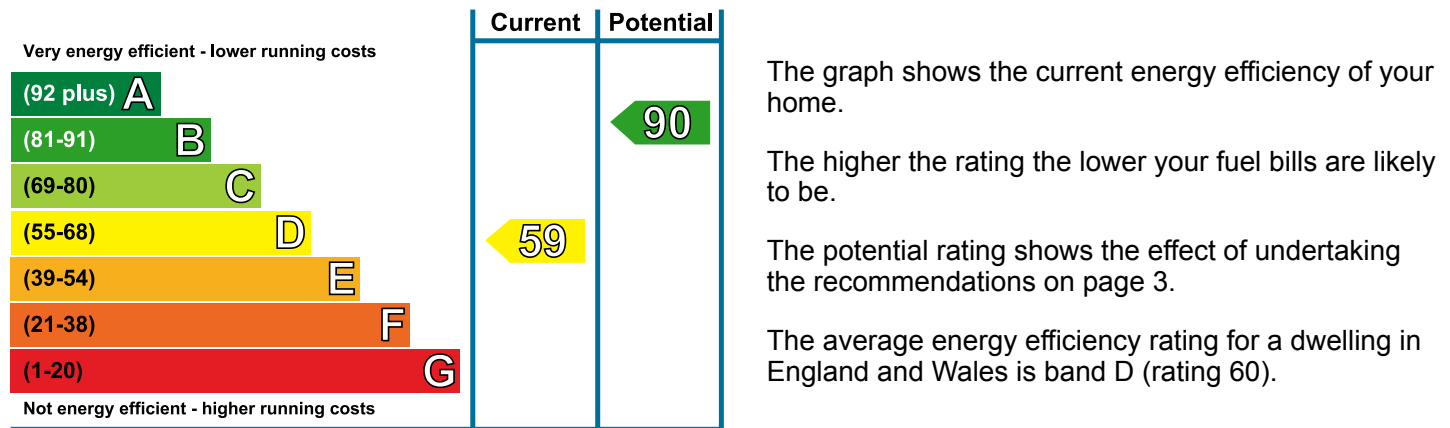 Current Potential
Very energy efficient - lower running costs
(92 plus) A
(81-91) B
(69-80) C
(55-68) D
(39-54) E
(21-38) F
(1-20) G
Not energy efficient - higher running costs
90
59
The graph shows the current energy efficiency of your
home.
The higher the rating the lower your fuel bills are likely
to be.
The potential rating shows the effect of undertaking
the recommendations on page 3.
The average energy efficiency rating for a dwelling in
England and Wales is band D (rating 60).